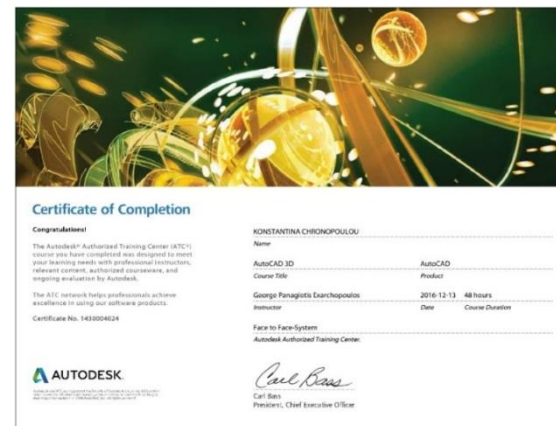 Certificate of Completion
Congratulations!
The Autodesk® Authorized Training Center (ATC®)
course you have completed was designed to meet
your learning needs with professional instructors,
relevant content, authorized courseware, and
ongoing evaluation by Autodesk.
The ATC network helps professionals achieve
excellence in using our software products.
Certificate No. 1438004024
AUTODESK.
KONSTANTINA CHRONOPOULOU
Name
AutoCAD 3D AutoCAD
Course Title Product
George Panagiotis Exarchopoulos 2016-12-13 48 hours
Instructor Date Course Duration
Face to Face-System
Autodesk Authorized Training Center.
Carl Bass
Carl Bass
President, Chief Executive Officer